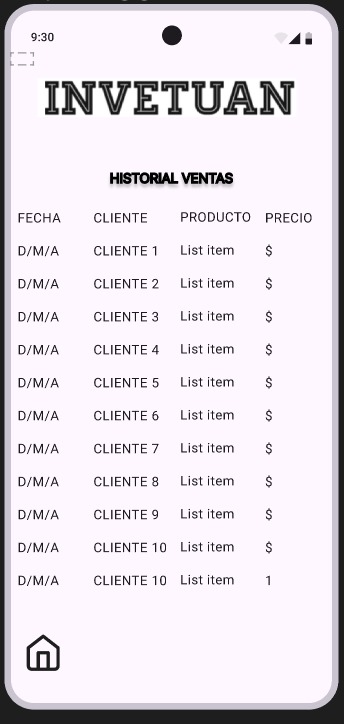 9:30
INVETUAN
HISTORIAL VENTAS
FECHA CLIENTE PRODUCTO PRECIO
D/M/A CLIENTE 1 List item $
D/M/A CLIENTE 2 List item $
D/M/A CLIENTE 3 List item $
D/M/A CLIENTE 4 List item $
D/M/A CLIENTE 5 List item $
D/M/A CLIENTE 6 List item $
D/M/A CLIENTE 7 List item $
D/M/A CLIENTE 8 List item $
D/M/A CLIENTE 9 List item $
D/M/A CLIENTE 10 List item $
D/M/A CLIENTE 10 List item 1